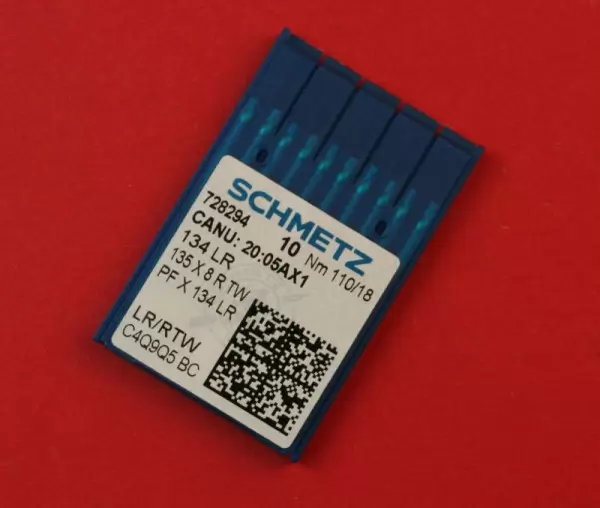 SCHMETZ
728294 10 Nm 110/18
CANU: 20:05AX1
134 LR
135 X 8 RTW
PF X 134 LR
LR/RTW
C4Q9Q5 BC